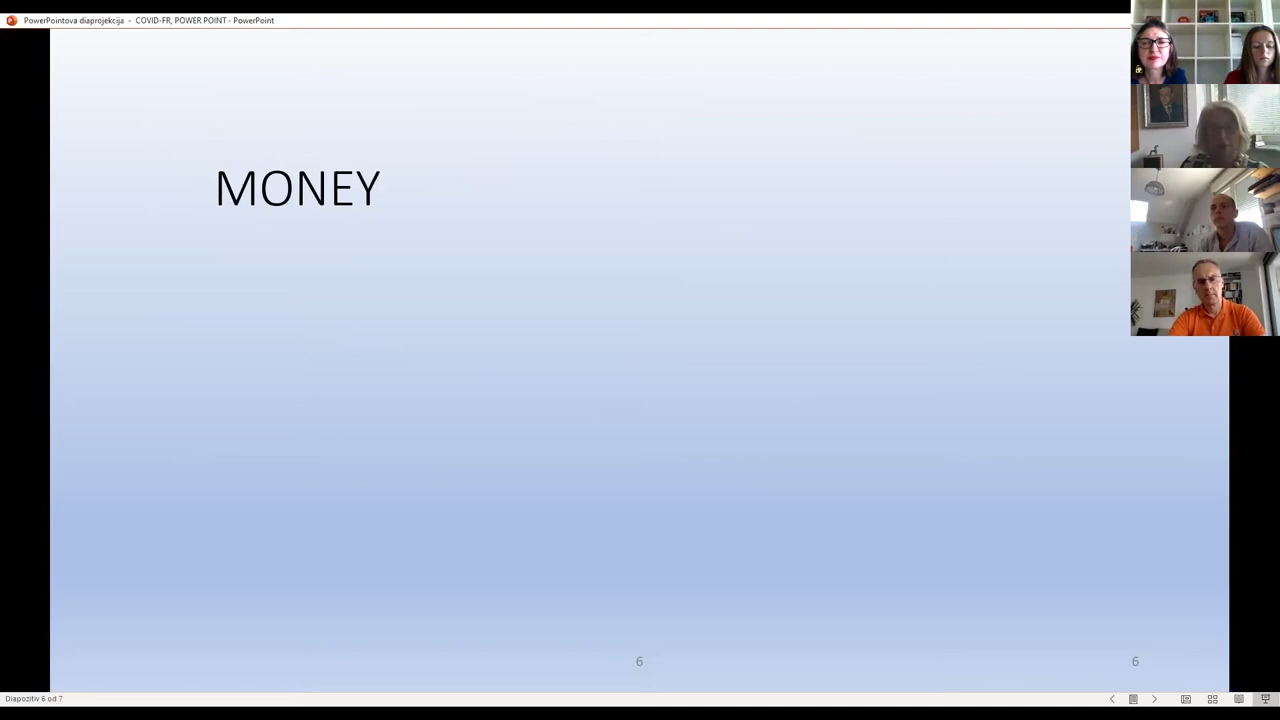 PowerPointova diaprojekcija - COVID-FR, POWER POINT - PowerPoint
MONEY
6
6
Diapozitiv 6 od 7